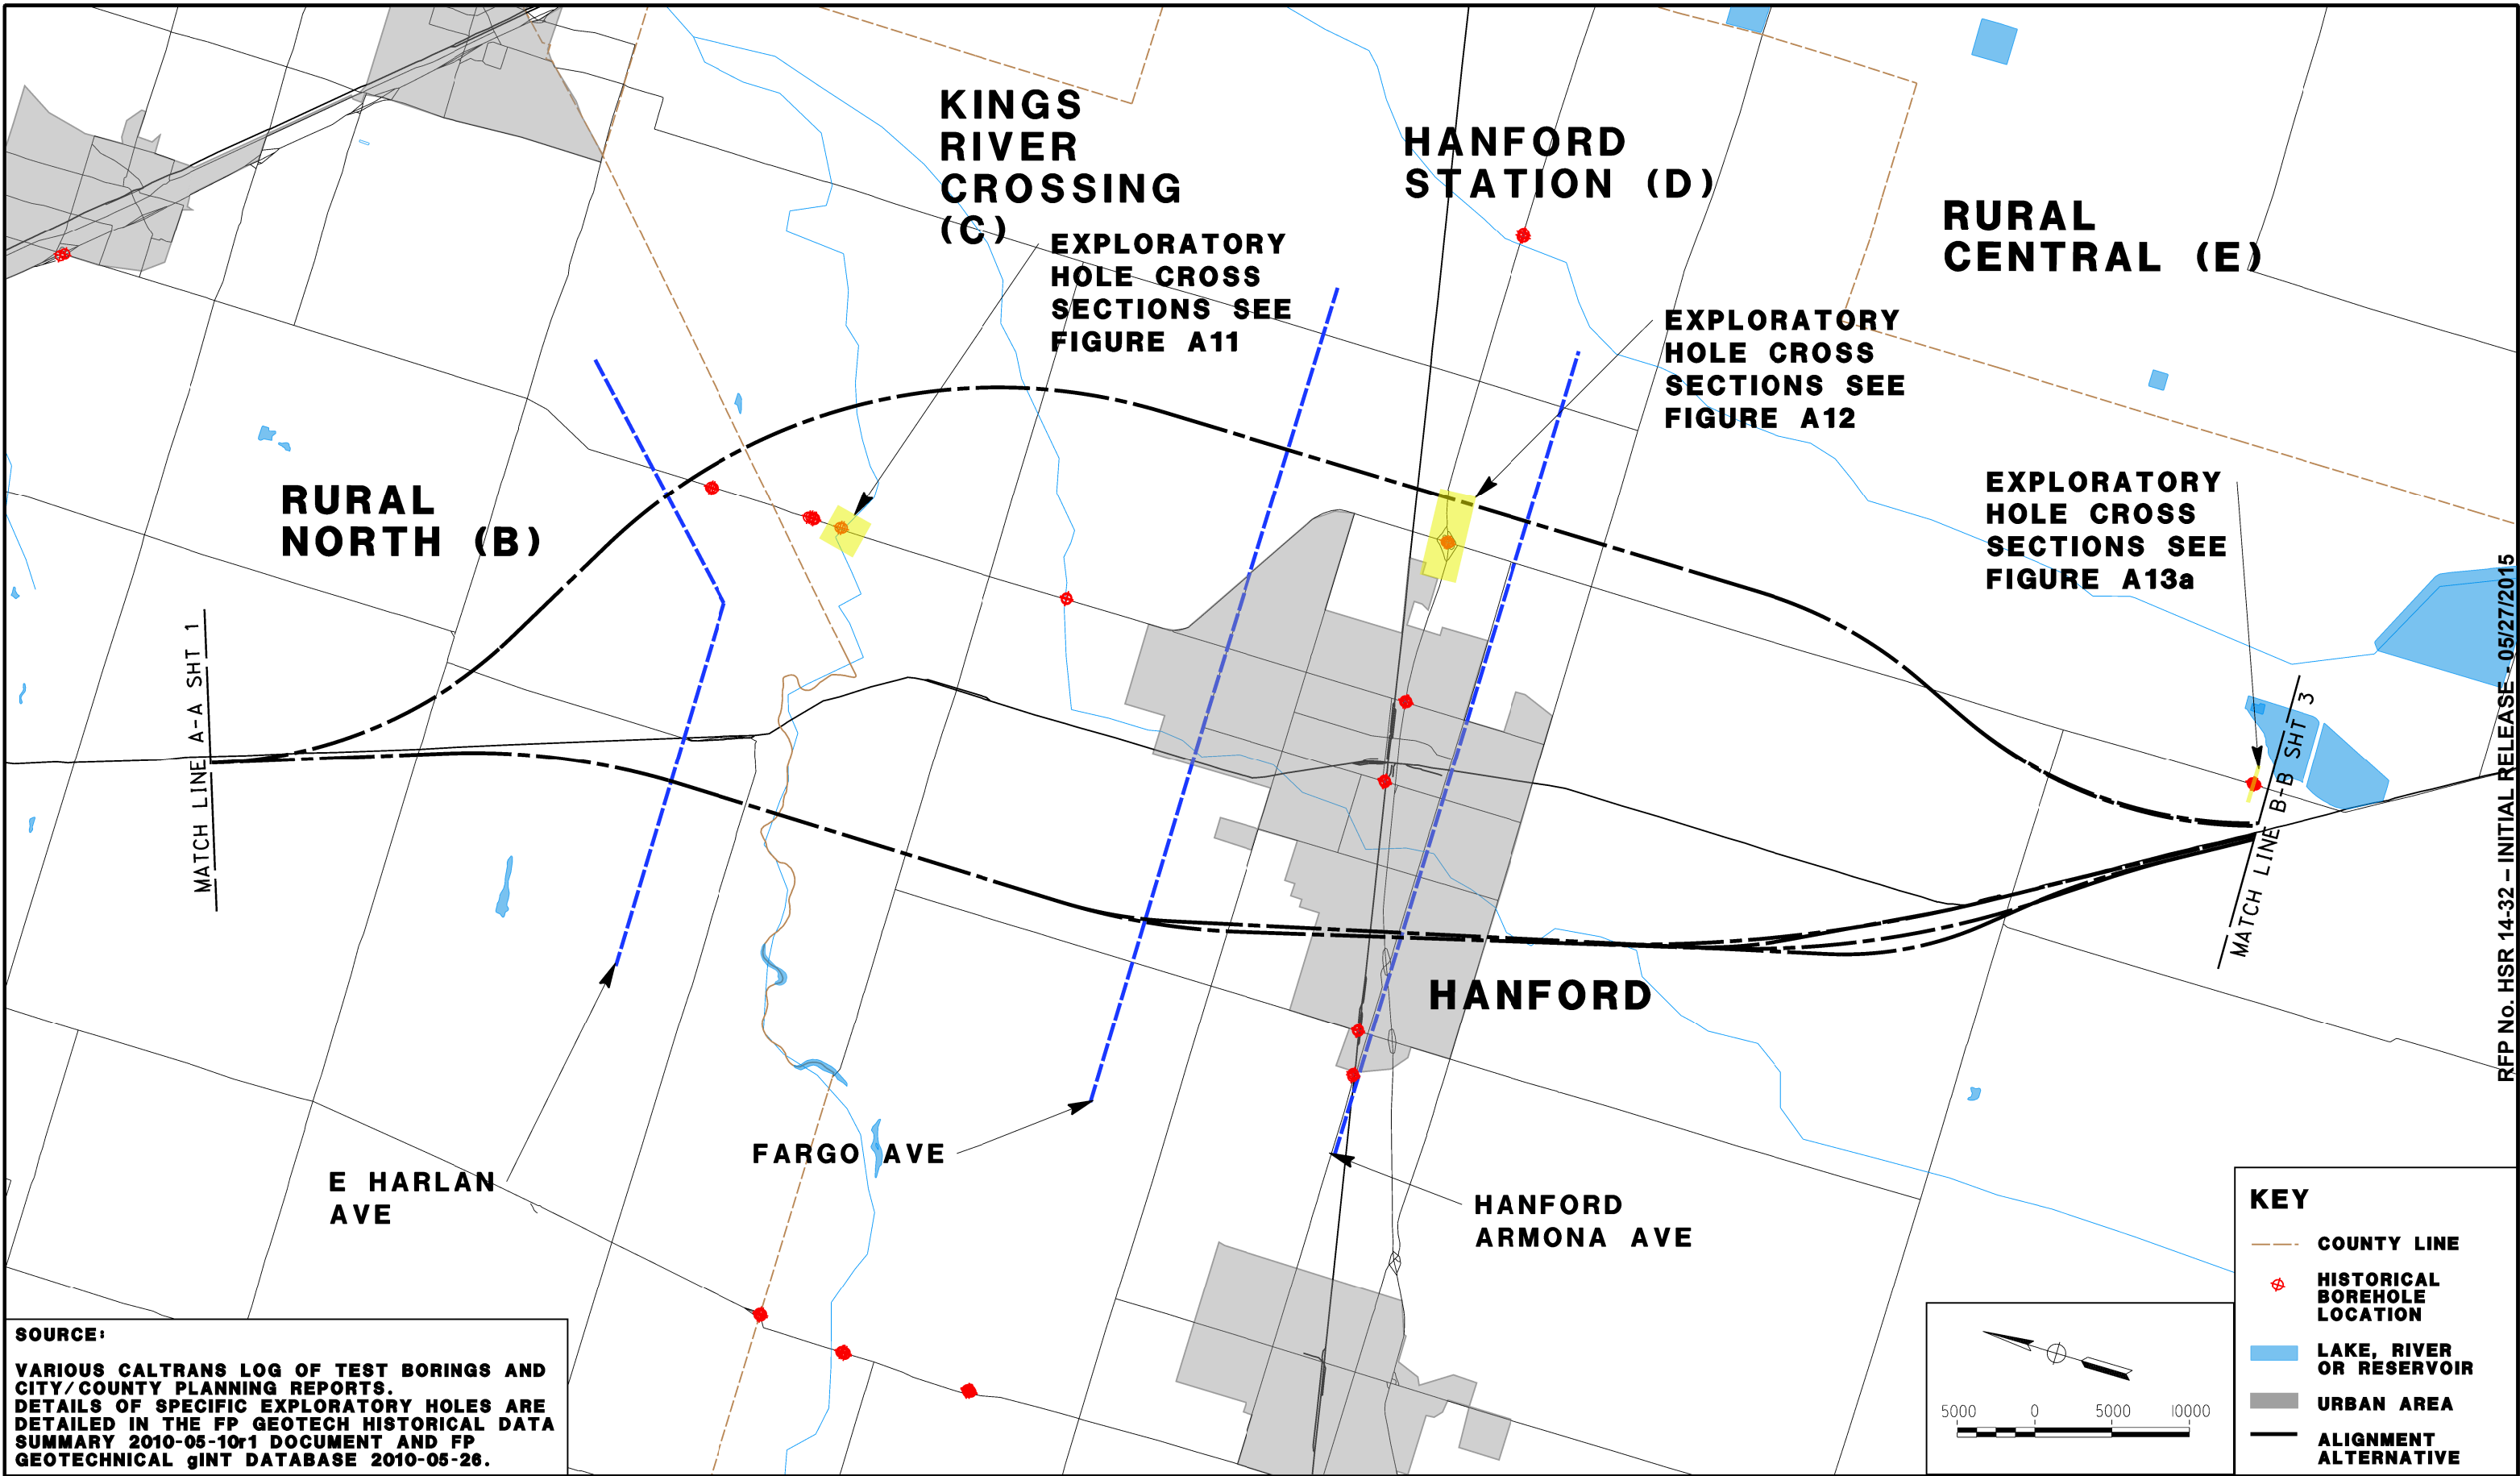 KINGS
RIVER
CROSSING
(C)
HANFORD
STATION (D)
RURAL
CENTRAL (E)
EXPLORATORY
HOLE CROSS
SECTIONS SEE
FIGURE A11
EXPLORATORY
HOLE CROSS
SECTIONS SEE
FIGURE A12
EXPLORATORY
HOLE CROSS
SECTIONS SEE
FIGURE A13a
RURAL
NORTH (B)
MATCH LINE A-A SHT 1
MATCH LINE B-B SHT 3
HANFORD
FARGO AVE
E HARLAN
AVE
HANFORD
ARMONA AVE
RFP No. HSR 14-32 – INITIAL RELEASE - 05/27/2015
SOURCE:
VARIOUS CALTRANS LOG OF TEST BORINGS AND
CITY/COUNTY PLANNING REPORTS.
DETAILS OF SPECIFIC EXPLORATORY HOLES ARE
DETAILED IN THE FP GEOTECH HISTORICAL DATA
SUMMARY 2010-05-10r1 DOCUMENT AND FP
GEOTECHNICAL gINT DATABASE 2010-05-26.
5000 0 5000 10000
KEY
COUNTY LINE
HISTORICAL
BOREHOLE
LOCATION
LAKE, RIVER
OR RESERVOIR
URBAN AREA
ALIGNMENT
ALTERNATIVE